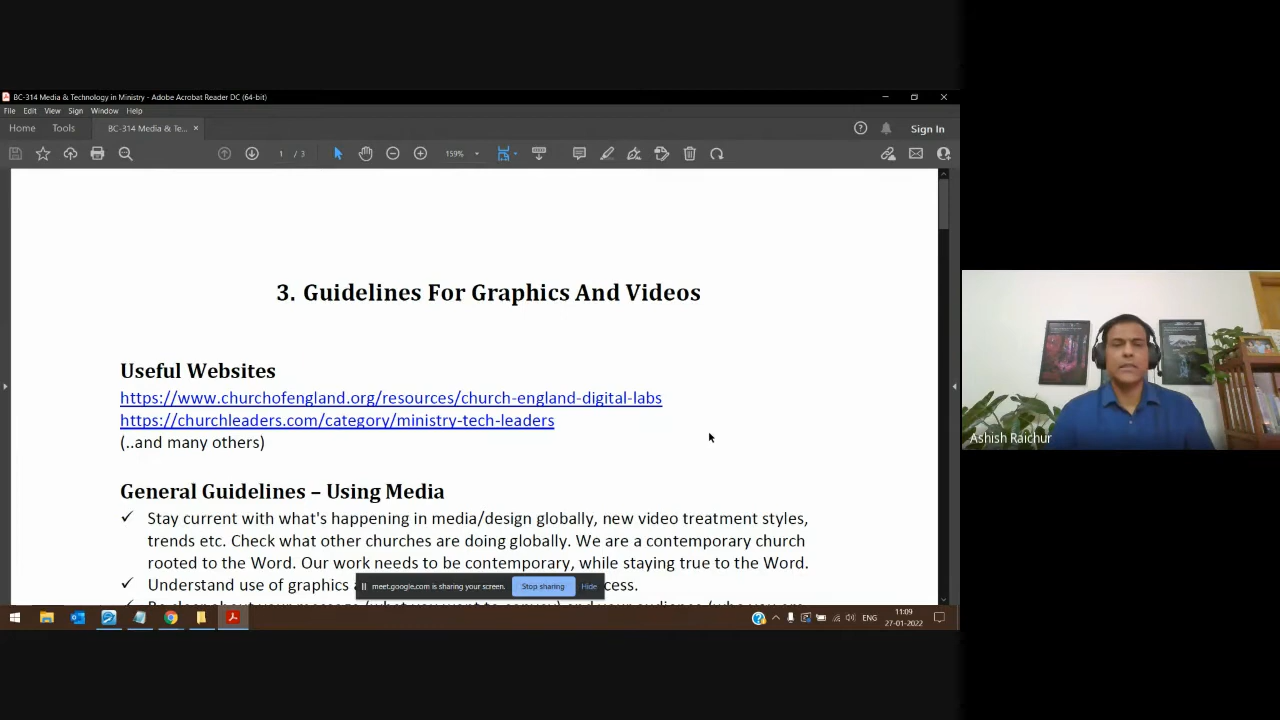 BC-314 Media & Technology in Ministry - Adobe Acrobat Reader DC (64-bit)
File Edit View Sign Window Help
Home Tools BC-314 Media & Te... × Sign In
1 / 3 159%
3. Guidelines For Graphics And Videos
Useful Websites
https://www.churchofengland.org/resources/church-england-digital-labs
https://churchleaders.com/category/ministry-tech-leaders
(..and many others)
General Guidelines – Using Media
✓ Stay current with what's happening in media/design globally, new video treatment styles,
trends etc. Check what other churches are doing globally. We are a contemporary church
rooted to the Word. Our work needs to be contemporary, while staying true to the Word.
✓ Understand use of graphics
meet.google.com is sharing your screen. Stop sharing Hide
Ashish Raichur
ENG
11:09
27-01-2022